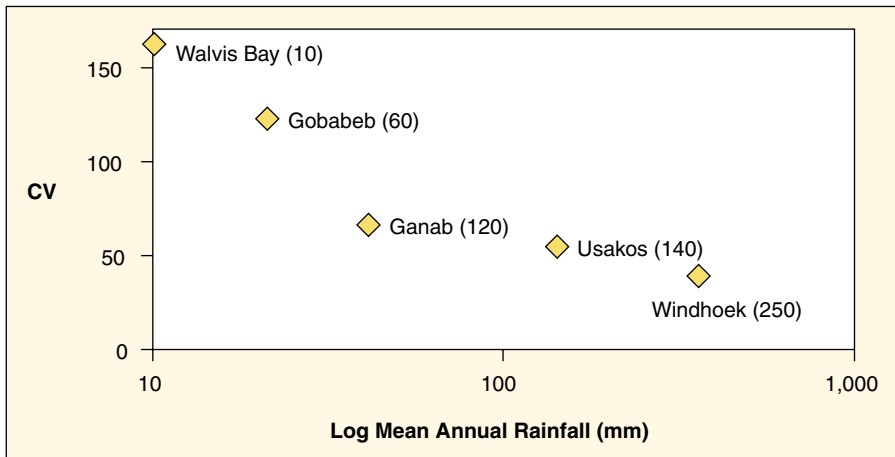 Walvis Bay (10)
150
Gobabeb (60)
100
CV
Ganab (120)
50
Usakos (140)
Windhoek (250)
0
10
100
1,000
Log Mean Annual Rainfall (mm)